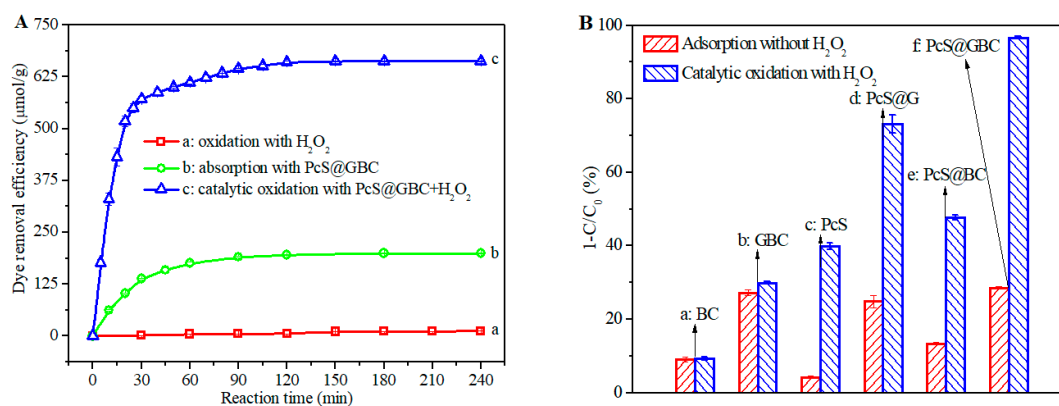 A
Dye removal efficiency (μmol/g)
750
625
500
375
250
125
0
c
a: oxidation with H₂O₂
b: absorption with PcS@GBC
c: catalytic oxidation with PcS@GBC+H₂O₂
b
a
0 30 60 90 120 150 180 210 240
Reaction time (min)
B
1-C/C₀ (%)
100
80
60
40
20
0
Adsorption without H₂O₂
Catalytic oxidation with H₂O₂
f: PcS@GBC
d: PcS@G
e: PcS@BC
c: PcS
b: GBC
a: BC